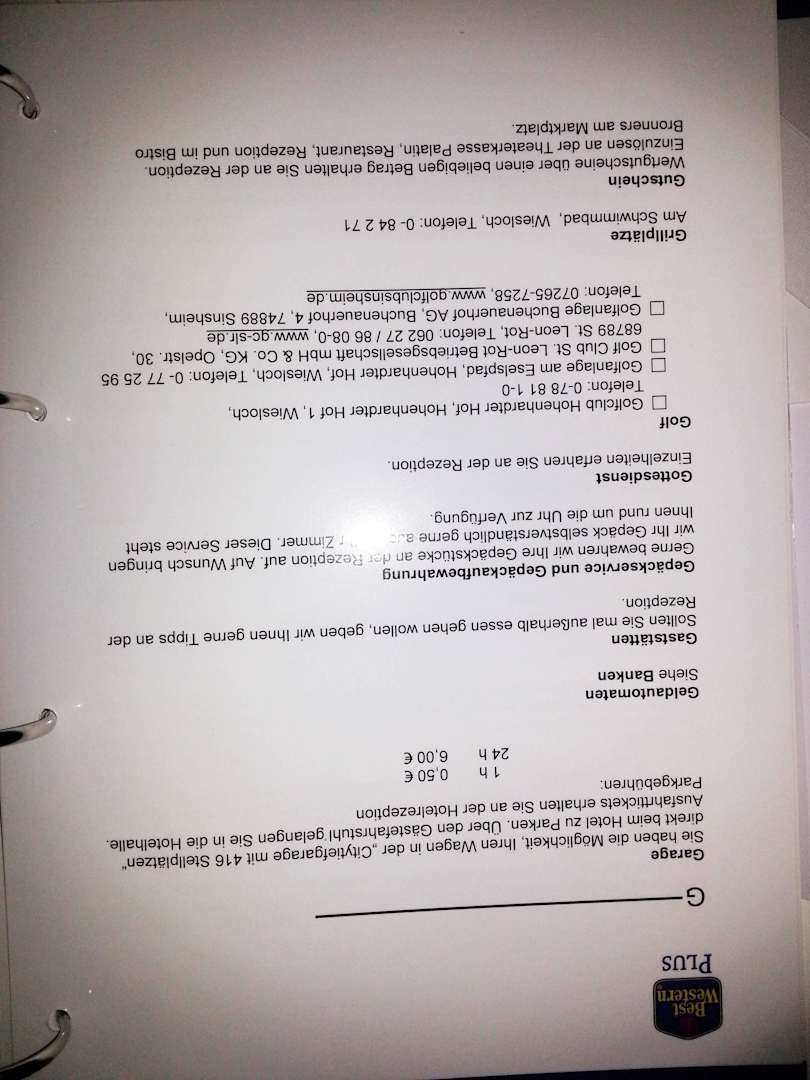 Best
Western
PLUS
G
Garage
Sie haben die Möglichkeit, Ihren Wagen in der „Citytiefgarage mit 416 Stellplätzen“
direkt beim Hotel zu Parken. Über den Gästefahrstuhl gelangen Sie in die Hotelhalle.
Ausfahrttickets erhalten Sie an der Hotelrezeption
Parkgebühren:
1 h 0,50 €
24 h 6,00 €
Geldautomaten
Siehe Banken
Gaststätten
Sollten Sie mal außerhalb essen gehen wollen, geben wir Ihnen gerne Tipps an der
Rezeption.
Gepäckservice und Gepäckaufbewahrung
Gerne bewahren wir Ihre Gepäckstücke an der Rezeption auf. Auf Wunsch bringen
wir Ihr Gepäck selbstverständlich gerne Zimmer. Dieser Service steht
Ihnen rund um die Uhr zur Verfügung.
Gottesdienst
Einzelheiten erfahren Sie an der Rezeption.
Golf
Golfclub Hohenhardter Hof, Hohenhardter Hof 1, Wiesloch,
Telefon: 0-78 81 1-0
Golfanlage am Eselspfad, Hohenhardter Hof, Wiesloch, Telefon: 0- 77 25 95
Golf Club St. Leon-Rot Betriebsgesellschaft mbH & Co. KG, Opelstr. 30,
68789 St. Leon-Rot, Telefon: 062 27 / 86 08-0, www.gc-slr.de
Golfanlage Buchenauerhof AG, Buchenauerhof 4, 74889 Sinsheim,
Telefon: 07265-7258, www.golfclubsinsheim.de
Grillplätze
Am Schwimmbad, Wiesloch, Telefon: 0- 84 2 71
Gutschein
Wertgutscheine über einen beliebigen Betrag erhalten Sie an der Rezeption.
Einzulösen an der Theaterkasse Palatin, Restaurant, Rezeption und im Bistro
Bronners am Marktplatz.